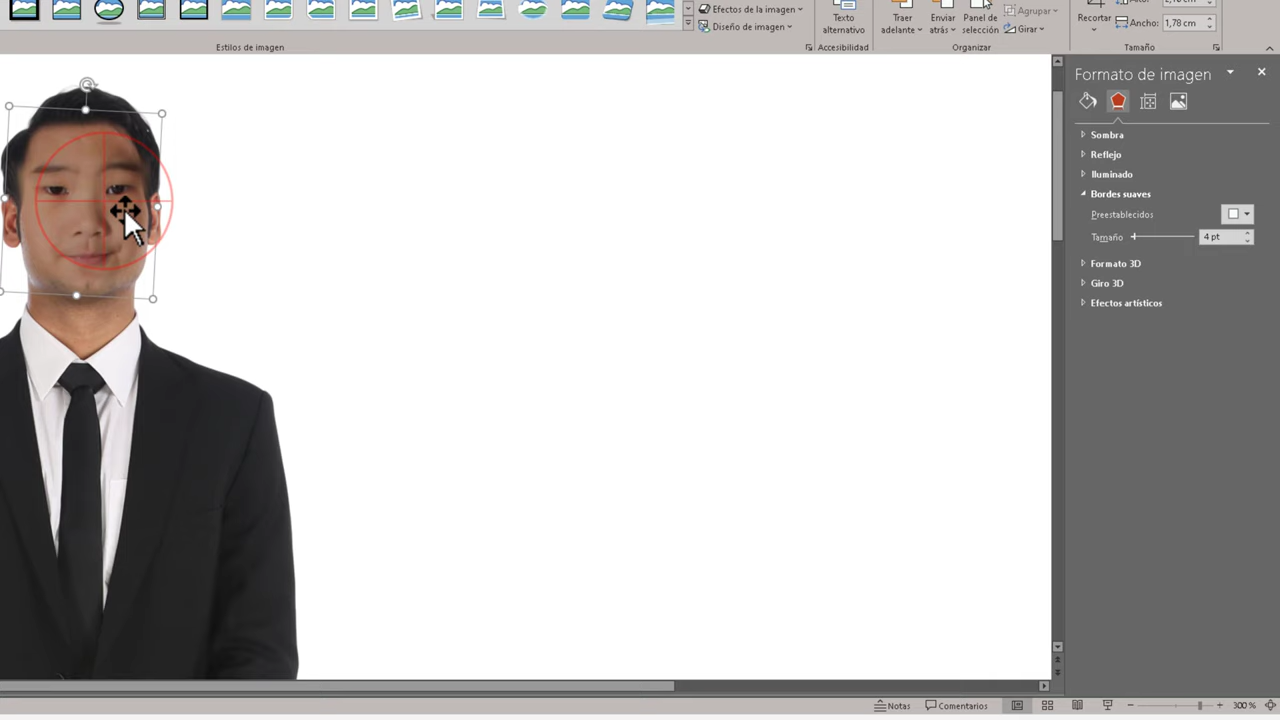 Efectos de la imagen
Diseño de imagen
Texto
alternativo
Traer
adelante
Enviar
atrás
Panel de
selección
Agrupar
Girar
Recortar
Ancho: 1,78 cm
Estilos de imagen
Accesibilidad
Organizar
Tamaño
Formato de imagen
Sombra
Reflejo
Iluminado
Bordes suaves
Preestablecidos
Tamaño 4 pt
Formato 3D
Giro 3D
Efectos artísticos
Notas
Comentarios
300 %